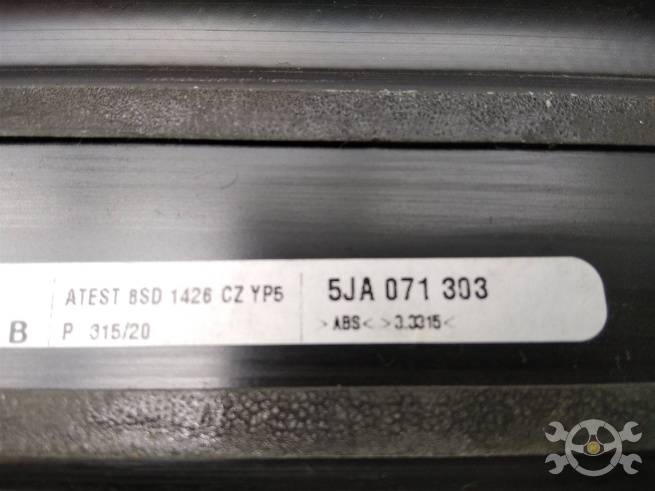 ATEST 8SD 1426 CZ YP5
5JA 071 303
B
P 315/20
>ABS< >3.3315<